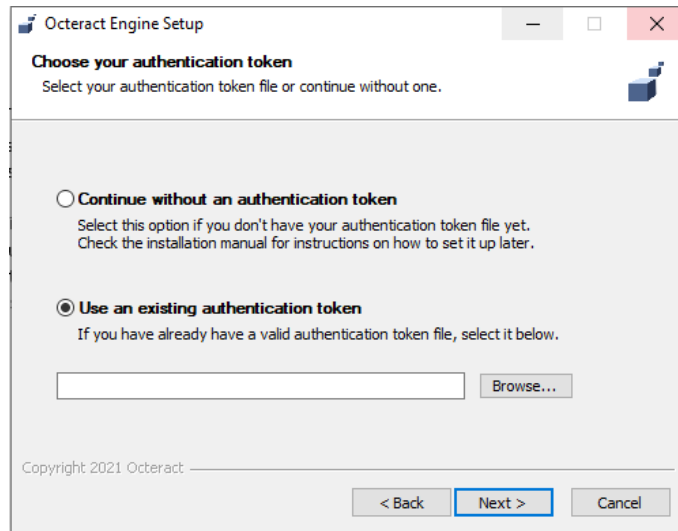 Octeract Engine Setup
Choose your authentication token
Select your authentication token file or continue without one.
Continue without an authentication token
Select this option if you don't have your authentication token file yet.
Check the installation manual for instructions on how to set it up later.
Use an existing authentication token
If you have already have a valid authentication token file, select it below.
Browse...
Copyright 2021 Octeract
< Back Next > Cancel